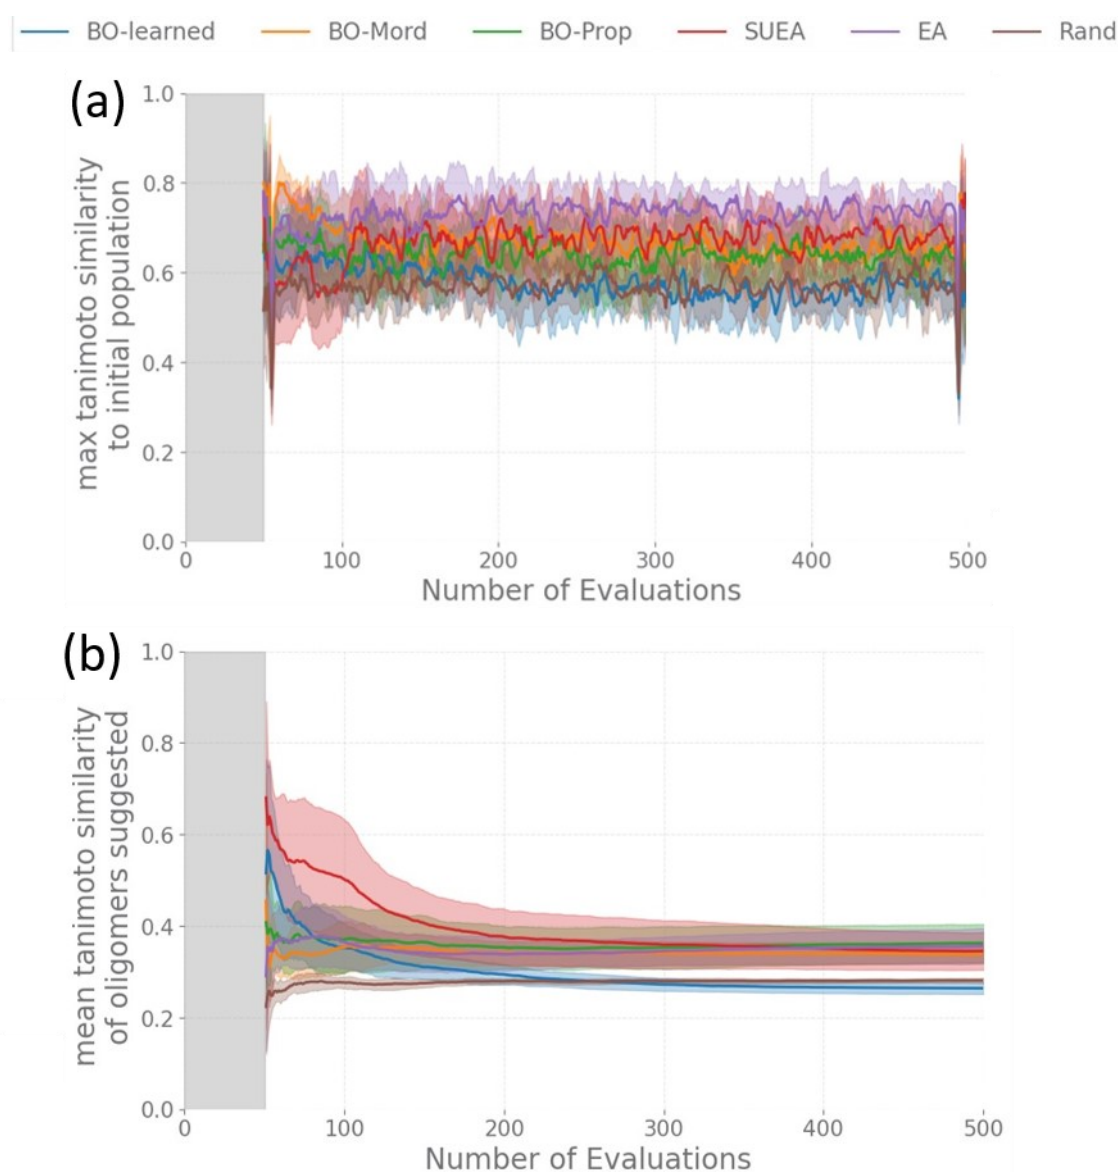 BO-learned BO-Mord BO-Prop SUEA EA Rand
(a)
max tanimoto similarity
to initial population
1.0
0.8
0.6
0.4
0.2
0.0
0 100 200 300 400 500
Number of Evaluations
(b)
mean tanimoto similarity
of oligomers suggested
1.0
0.8
0.6
0.4
0.2
0.0
0 100 200 300 400 500
Number of Evaluations